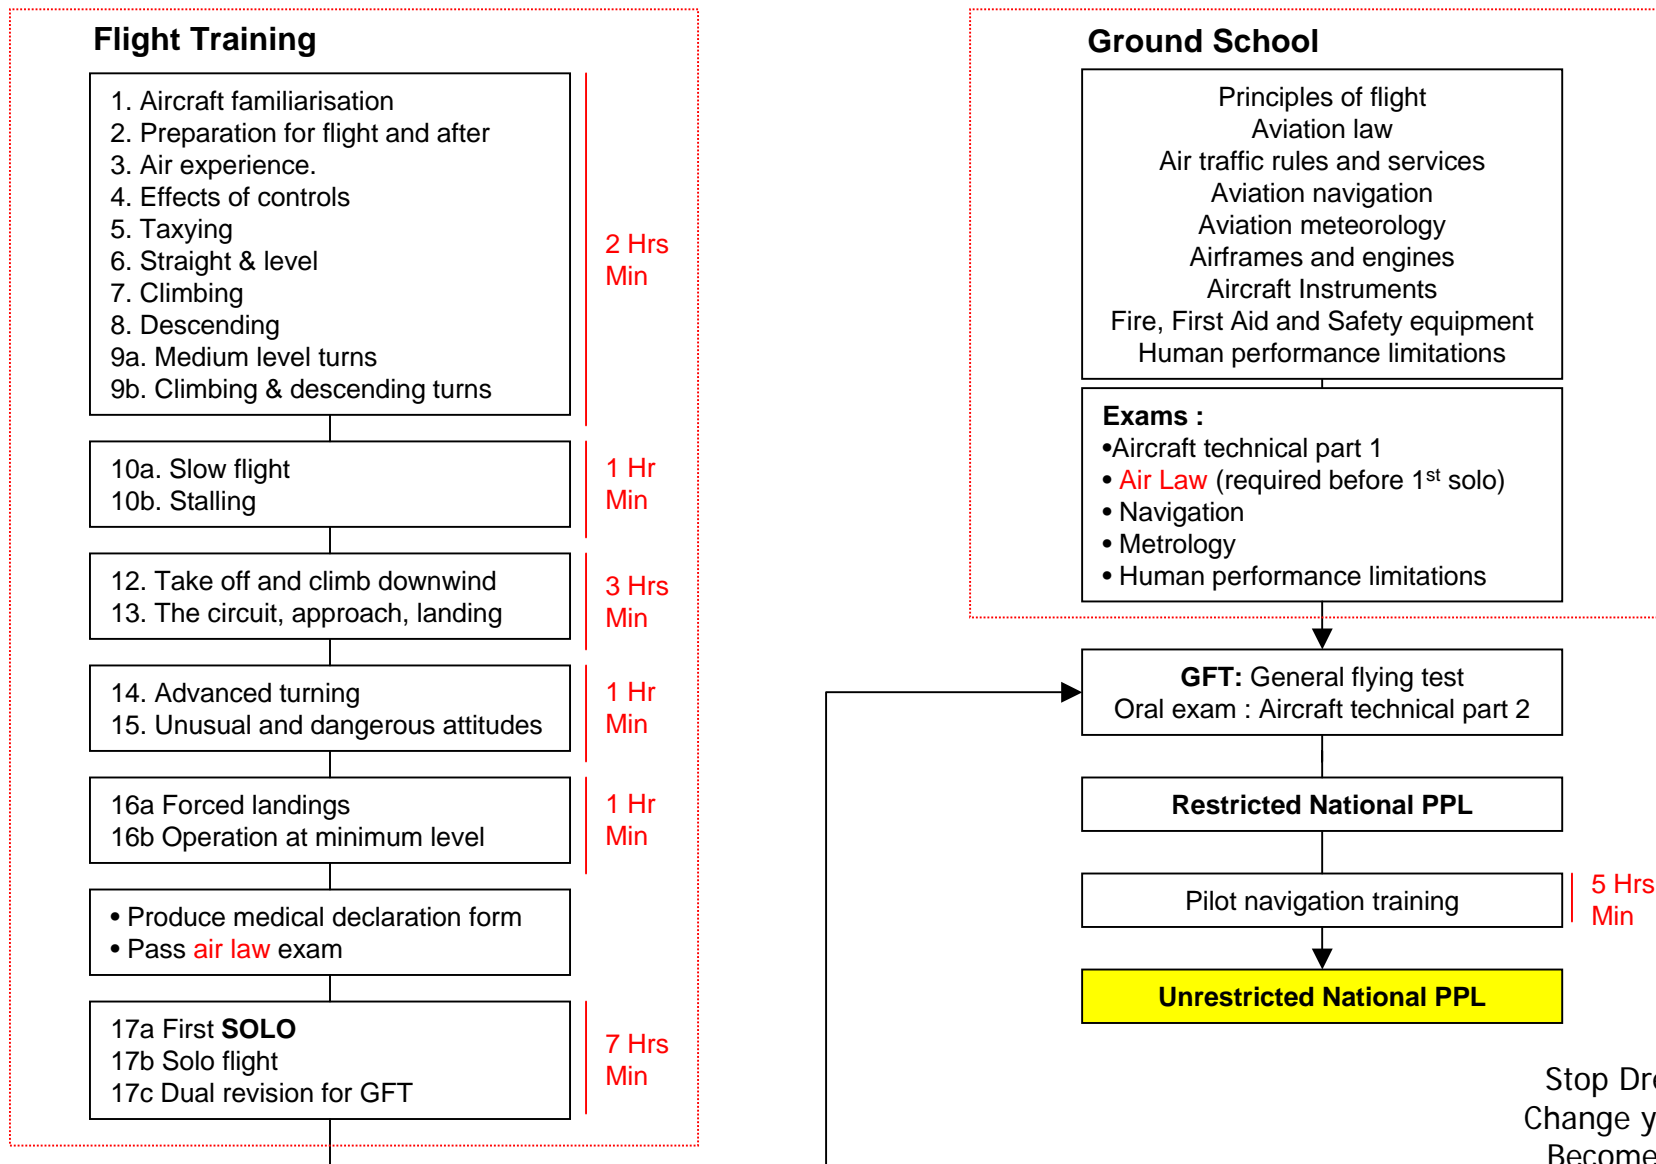 Flight Training
1. Aircraft familiarisation
2. Preparation for flight and after
3. Air experience.
4. Effects of controls
5. Taxying
6. Straight & level
7. Climbing
8. Descending
9a. Medium level turns
9b. Climbing & descending turns
2 Hrs
Min
10a. Slow flight
10b. Stalling
1 Hr
Min
12. Take off and climb downwind
13. The circuit, approach, landing
3 Hrs
Min
14. Advanced turning
15. Unusual and dangerous attitudes
1 Hr
Min
16a Forced landings
16b Operation at minimum level
1 Hr
Min
• Produce medical declaration form
• Pass air law exam
17a First SOLO
17b Solo flight
17c Dual revision for GFT
7 Hrs
Min
Ground School
Principles of flight
Aviation law
Air traffic rules and services
Aviation navigation
Aviation meteorology
Airframes and engines
Aircraft Instruments
Fire, First Aid and Safety equipment
Human performance limitations
Exams :
•Aircraft technical part 1
• Air Law (required before 1st solo)
• Navigation
• Metrology
• Human performance limitations
GFT: General flying test
Oral exam : Aircraft technical part 2
Restricted National PPL
Pilot navigation training
5 Hrs
Min
Unrestricted National PPL
Stop
Change
Become